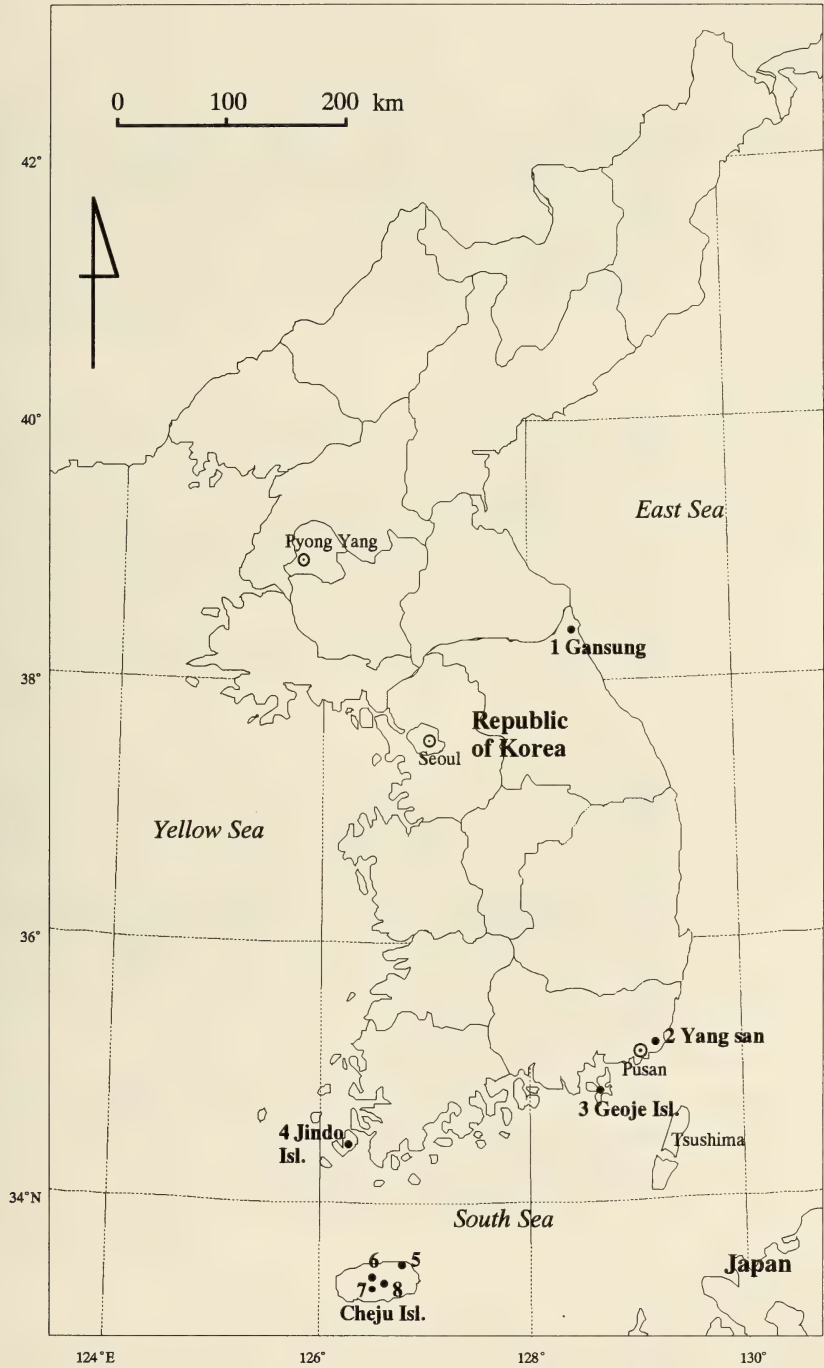 0 100 200 km
42°
40°
East Sea
Pyong Yang
1 Gansung
38°
Republic
of Korea
Seoul
Yellow Sea
36°
2 Yang san
Pusan
3 Geoje Isl.
4 Jindo
Isl.
Tsushima
34°N
South Sea
6 5
7 8
Japan
Cheju Isl.
124°E 126° 128° 130°